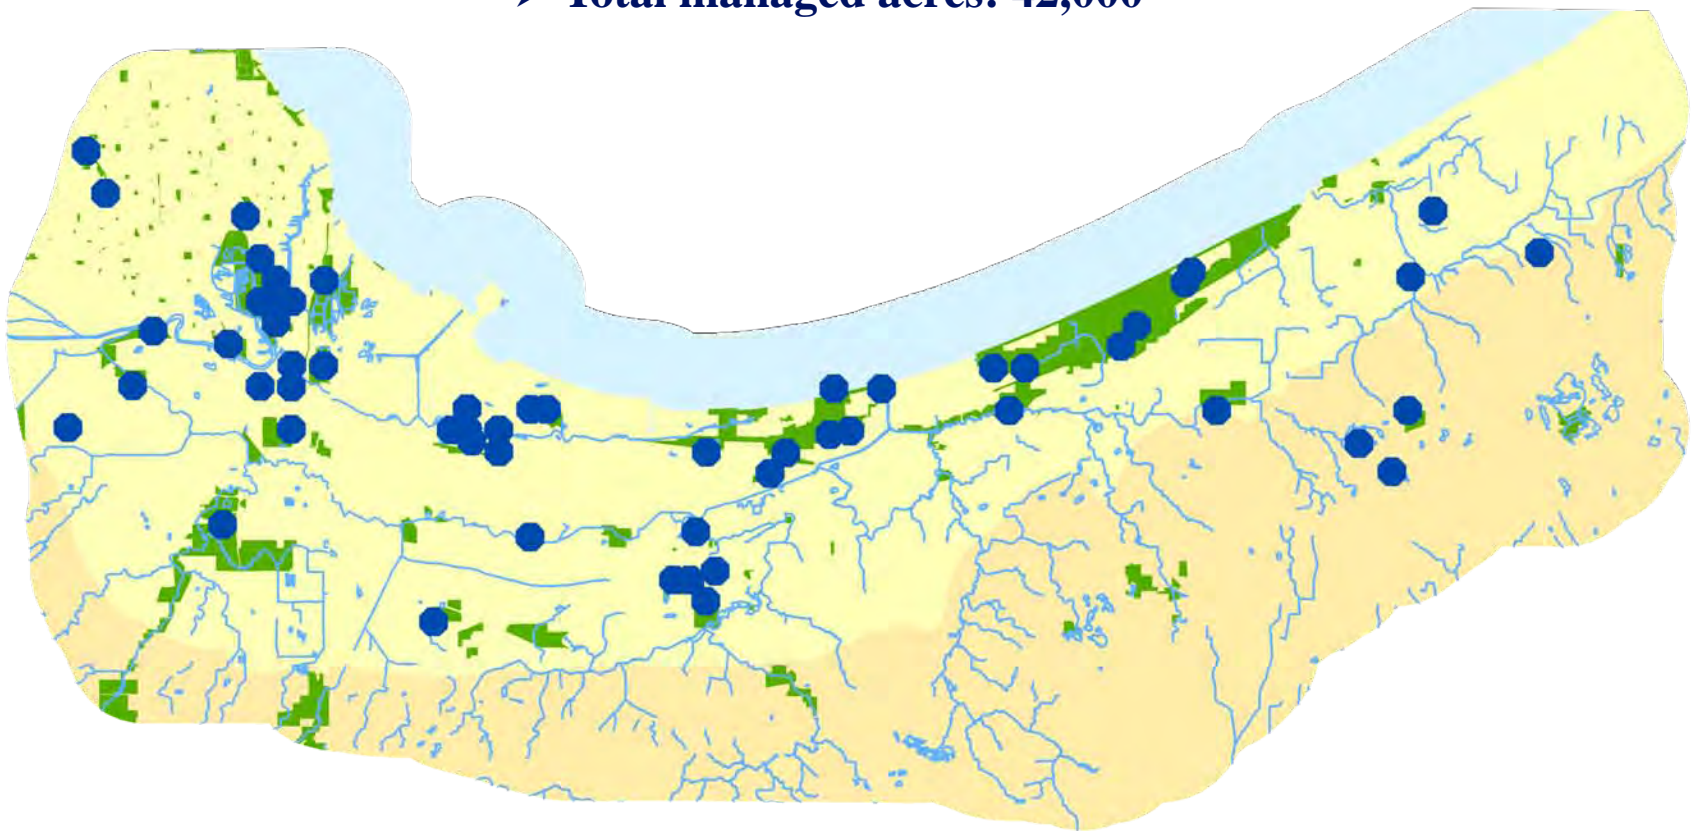 ➤ Total managed acres: 42,000